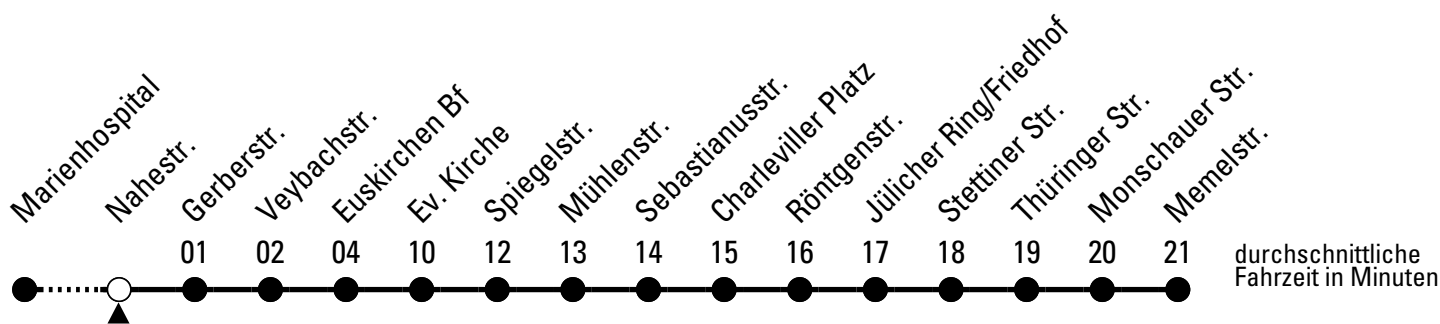 Marienhospital
Nahestr.
Gerberstr.
Veybachstr.
Euskirchen Bf
Ev. Kirche
Spiegelstr.
Mühlenstr.
Sebastianusstr.
Charleviller Platz
Röntgenstr.
Jülicher Ring/Friedhof
Stettiner Str.
Thüringer Str.
Monschauer Str.
Memelstr.
01 02 04 10 12 13 14 15 16 17 18 19 20 21
durchschnittliche
Fahrzeit in Minuten